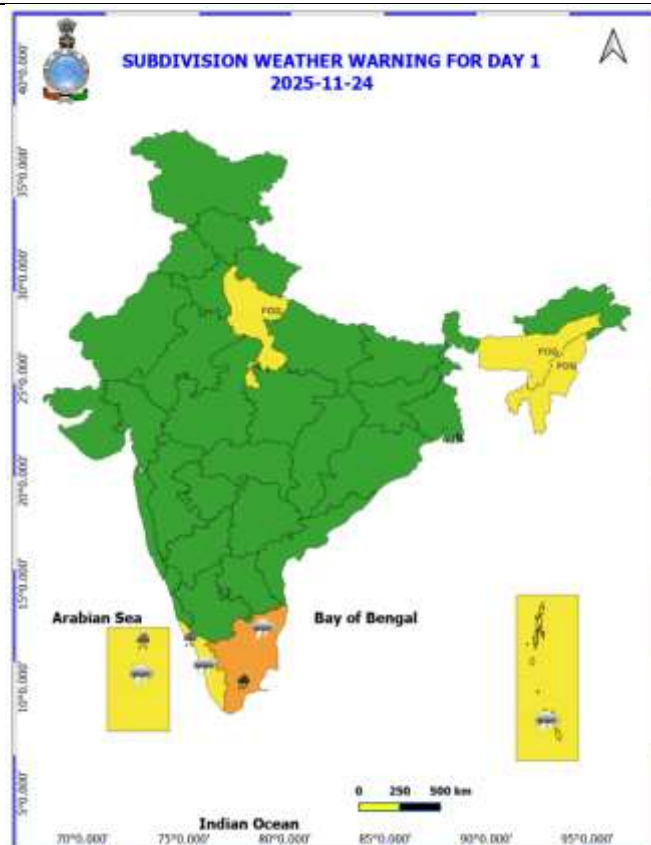 SUBDIVISION WEATHER WARNING FOR DAY 1
2025-11-24
40°0.000'
35°0.000'
30°0.000'
25°0.000'
20°0.000'
15°0.000'
10°0.000'
5°0.000'
FOG
FOG
FOG
Arabian Sea
Bay of Bengal
0 250 500 km
Indian Ocean
70°0.000' 75°0.000' 80°0.000' 85°0.000' 90°0.000' 95°0.000'